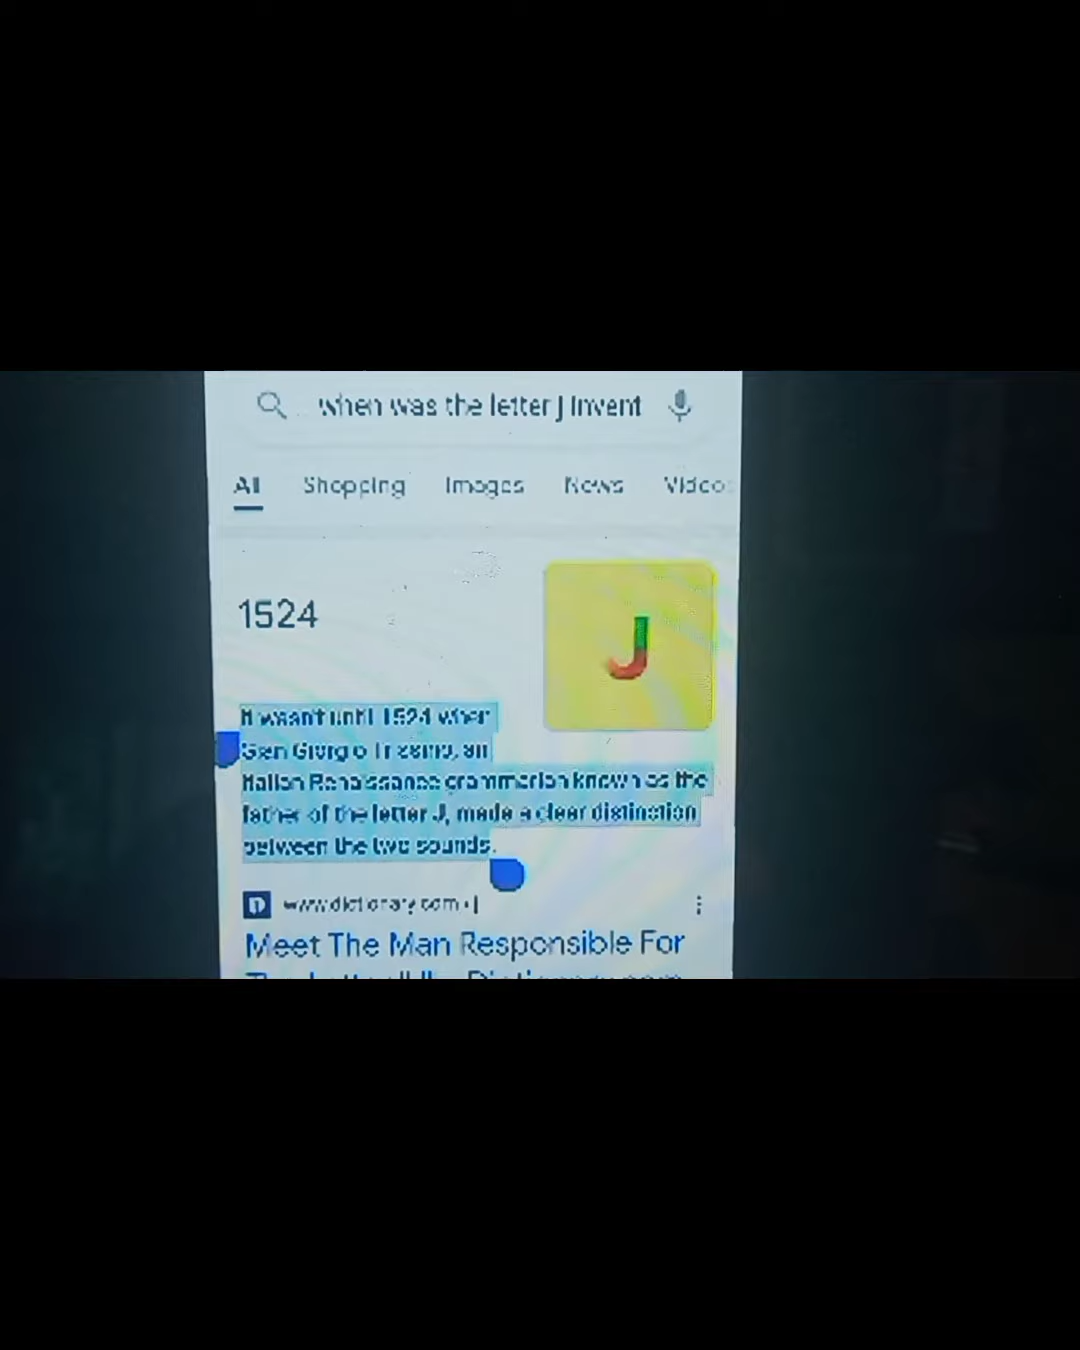 when was the letter j invent
All Shopping Images News Videos
1524
J
It wasn't until 1524 when
Gian Giorgio Trissino, an
Italian Renaissance grammarian known as the
father of the letter J, made a clear distinction
between the two sounds.
www.dictionary.com › j
Meet The Man Responsible For